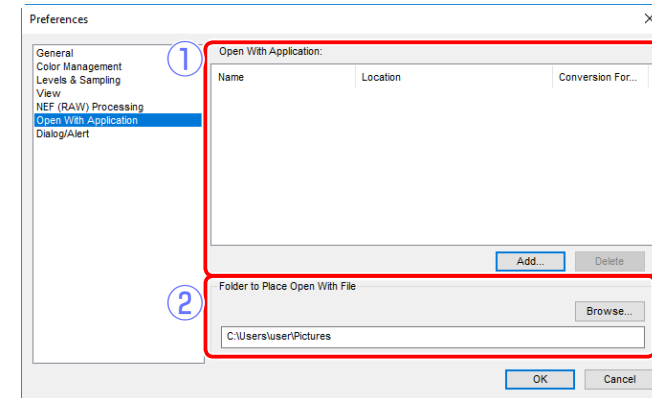 Preferences
General
Color Management
Levels & Sampling
View
NEF (RAW) Processing
Open With Application
Dialog/Alert
①
Open With Application:
Name Location Conversion For...
Add... Delete
②
Folder to Place Open With File
Browse...
C:\Users\user\Pictures
OK Cancel